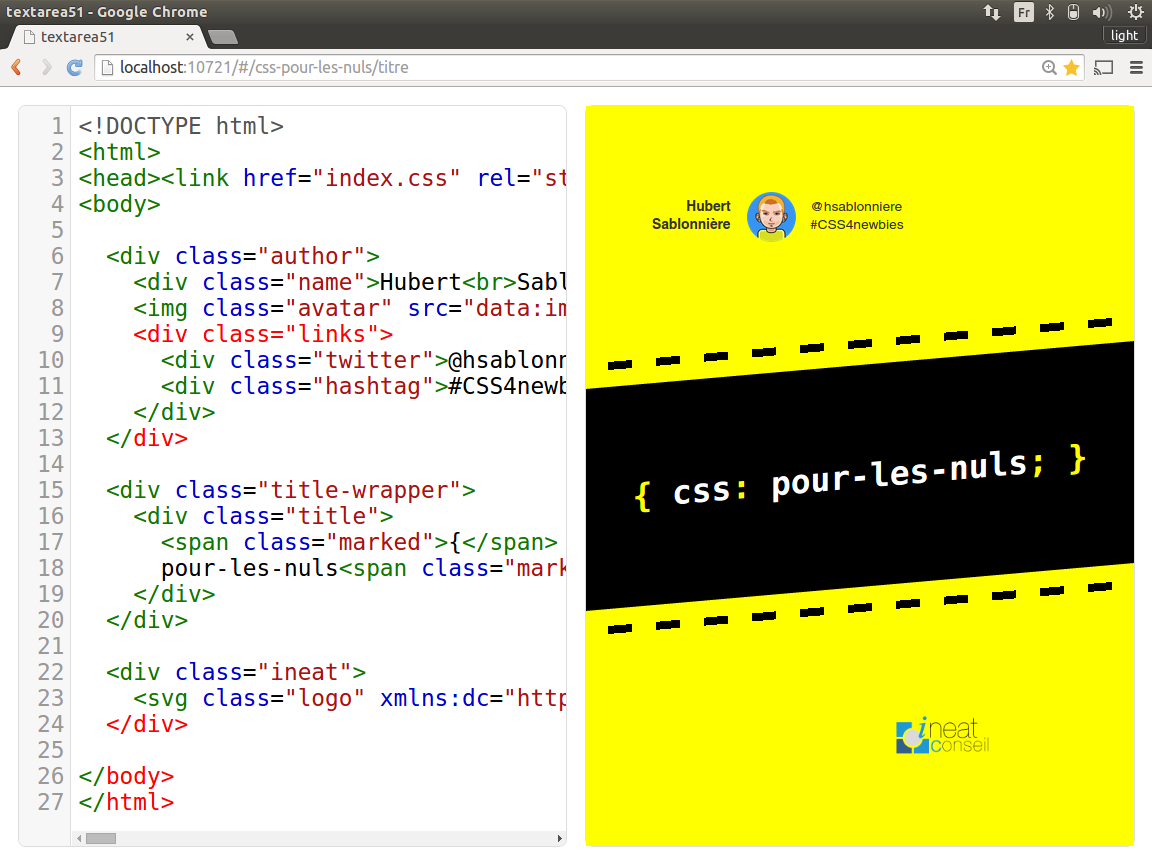 textarea51 - Google Chrome
Fr
textarea51
×
light
localhost:10721/#/css-pour-les-nuls/titre
1 <!DOCTYPE html>
2 <html>
3 <head><link href="index.css" rel="st
4 <body>
5
6 <div class="author">
7 <div class="name">Hubert<br>Sabl
8 <img class="avatar" src="data:im
9 <div class="links">
10 <div class="twitter">@hsablonn
11 <div class="hashtag">#CSS4newb
12 </div>
13 </div>
14
15 <div class="title-wrapper">
16 <div class="title">
17 <span class="marked">{</span>
18 pour-les-nuls<span class="mark
19 </div>
20 </div>
21
22 <div class="ineat">
23 <svg class="logo" xmlns:dc="http
24 </div>
25
26 </body>
27 </html>
Hubert
Sablonnière
@hsablonniere
#CSS4newbies
{ css: pour-les-nuls; }
ineat
conseil